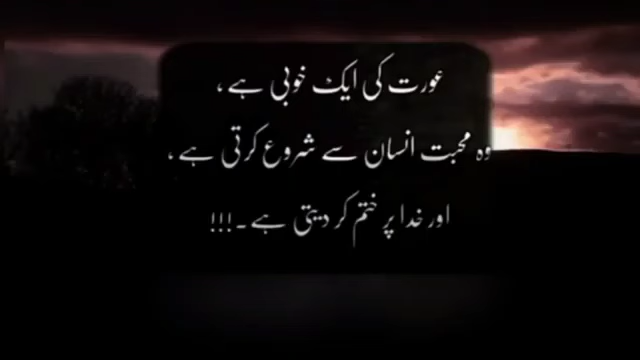 عورت کی ایک خوبی ہے ،
وہ محبت انسان سے شروع کرتی ہے ،
اور خدا پر ختم کر دیتی ہے ۔!!!